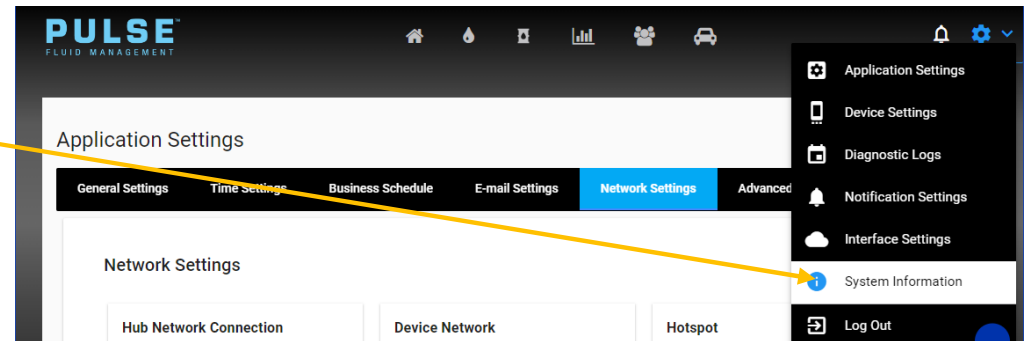 PULSE™
FLUID MANAGEMENT
Application Settings
Device Settings
Diagnostic Logs
Notification Settings
Interface Settings
System Information
Log Out
Application Settings
General Settings Time Settings Business Schedule E-mail Settings Network Settings Advanced
Network Settings
Hub Network Connection Device Network Hotspot